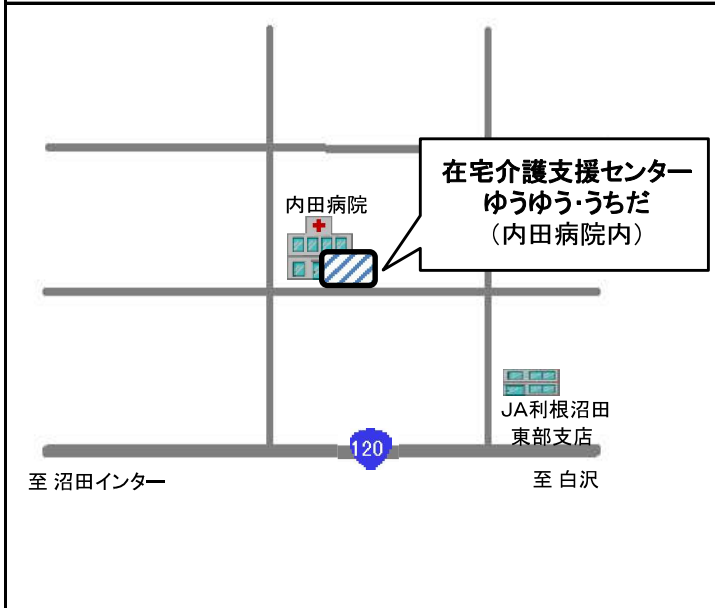 在宅介護支援センター
ゆうゆう・うちだ
（内田病院内）
内田病院
JA利根沼田
東部支店
120
至 沼田インター
至 白沢